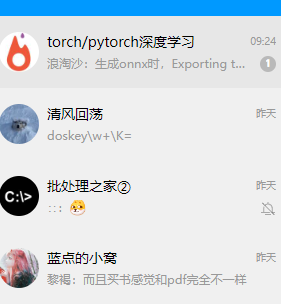 torch/pytorch深度学习
09:24
浪淘沙：生成onnx时，Exporting t...
1
清风回荡
昨天
doskey\w+\K=
批处理之家②
昨天
C:\>
:::：
蓝点的小窝
昨天
黎褐：而且买书感觉和pdf完全不一样